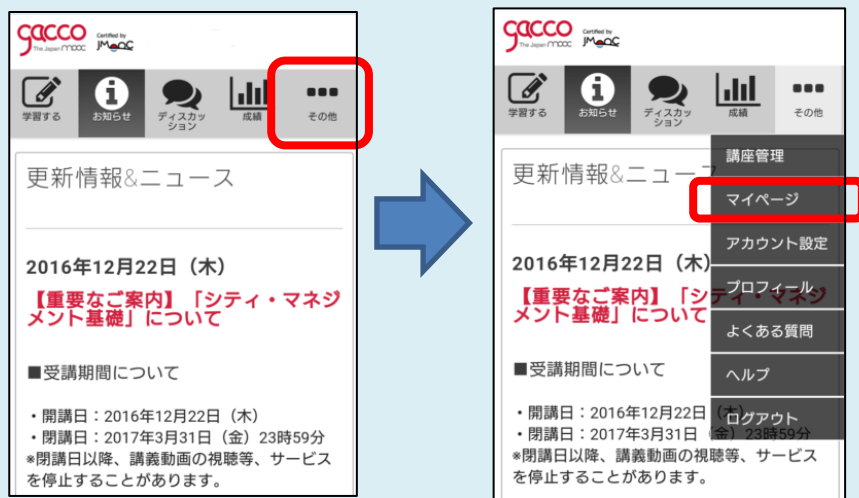 gacco
The Japan MOOC
Certified by
JMOOC
学習する
お知らせ
ディスカッ
ション
成績
その他
更新情報&ニュース
2016年12月22日（木）
【重要なご案内】「シティ・マネジ
メント基礎」について
■受講期間について
・開講日：2016年12月22日（木）
・閉講日：2017年3月31日（金）23時59分
※閉講日以降、講義動画の視聴等、サービス
を停止することがあります。
gacco
The Japan MOOC
Certified by
JMOOC
学習する
お知らせ
ディスカッ
ション
成績
その他
講座管理
マイページ
アカウント設定
プロフィール
よくある質問
ヘルプ
ログアウト
更新情報&ニュース
2016年12月22日（木）
【重要なご案内】「シティ・マネジ
メント基礎」について
■受講期間について
・開講日：2016年12月22日（木）
・閉講日：2017年3月31日（金）23時59分
※閉講日以降、講義動画の視聴等、サービス
を停止することがあります。